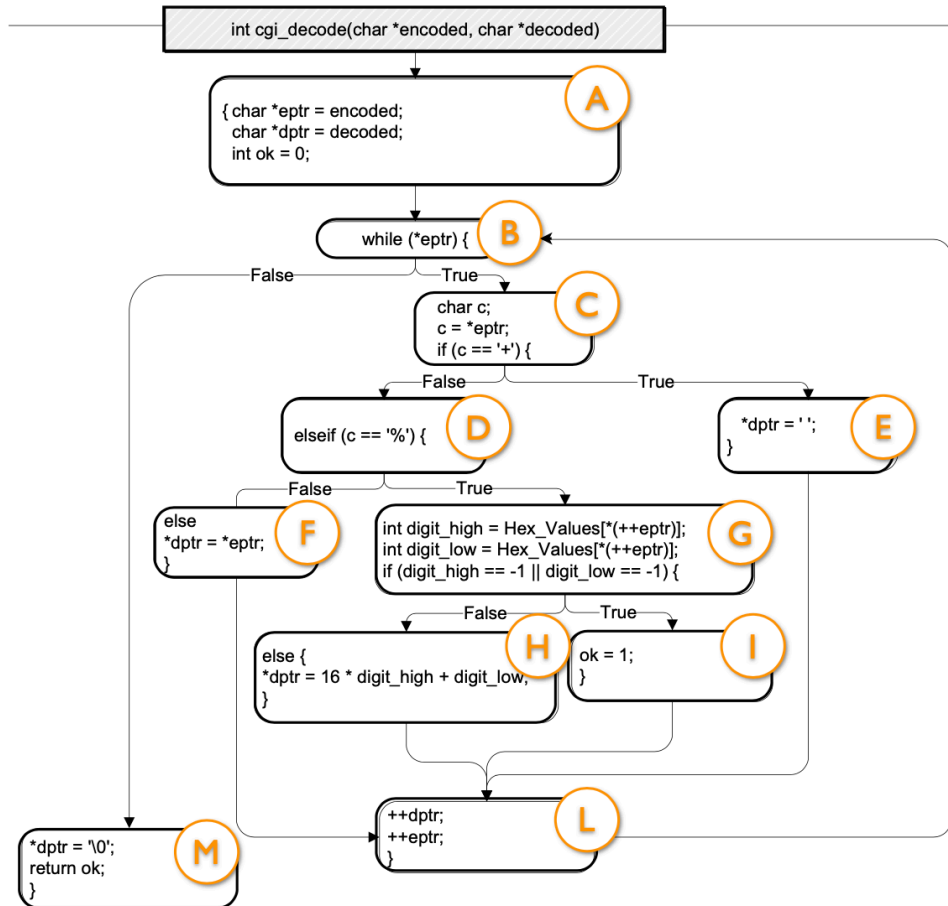 int cgi_decode(char *encoded, char *decoded)
A
{ char *eptr = encoded;
char *dptr = decoded;
int ok = 0;
B
while (*eptr) {
False
True
C
char c;
c = *eptr;
if (c == '+') {
False
True
D
elseif (c == '%') {
E
*dptr = ' ';
}
False
True
F
else
*dptr = *eptr;
}
G
int digit_high = Hex_Values[*(++eptr)];
int digit_low = Hex_Values[*(++eptr)];
if (digit_high == -1 || digit_low == -1) {
False
True
H
else {
*dptr = 16 * digit_high + digit_low;
}
I
ok = 1;
}
L
++dptr;
++eptr;
}
M
*dptr = '\0';
return ok;
}